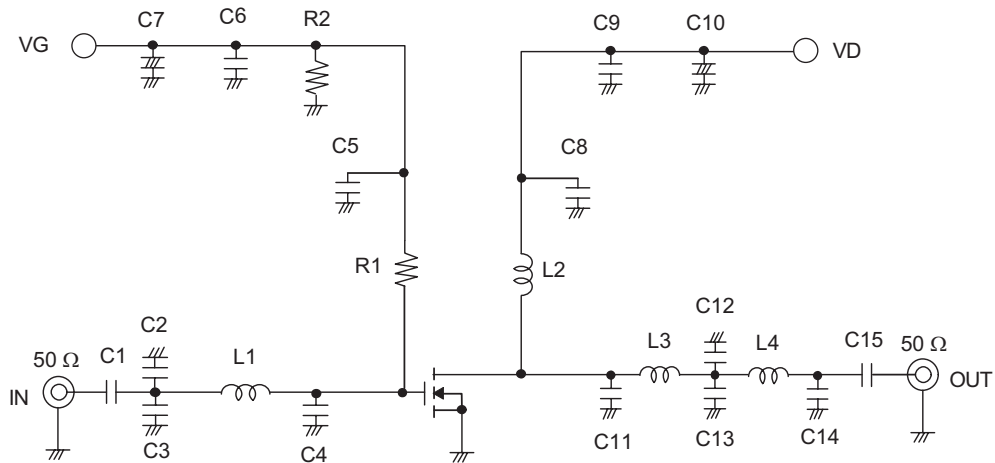 C7 C6 R2 C9 C10
VG VD
C5 C8
R1 L2
C2 C12
50 Ω C1 L1 L3 L4 C15 50 Ω
IN OUT
C3 C4 C11 C13 C14